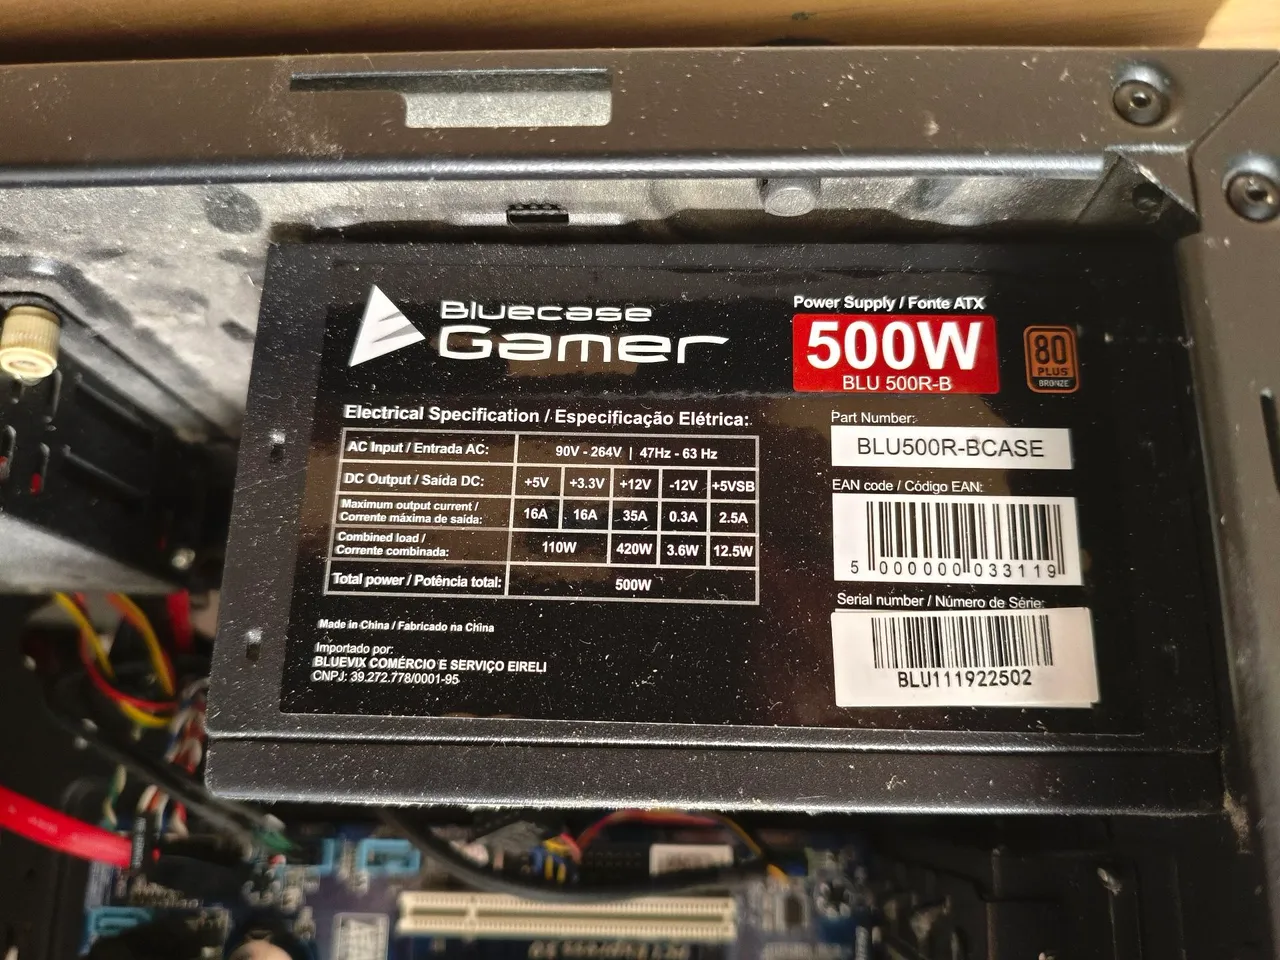 Bluecase
Gamer
Power Supply / Fonte ATX
500W
BLU 500R-B
80
PLUS
BRONZE
Electrical Specification / Especificação Elétrica:
AC Input / Entrada AC: 90V - 264V | 47Hz - 63 Hz
DC Output / Saída DC: +5V +3.3V +12V -12V +5VSB
Maximum output current /
Corrente máxima de saída: 16A 16A 35A 0.3A 2.5A
Combined load /
Corrente combinada: 110W 420W 3.6W 12.5W
Total power / Potência total: 500W
Made in China / Fabricado na China
Importado por:
BLUEVIX COMÉRCIO E SERVIÇO EIRELI
CNPJ: 39.272.778/0001-95
Part Number:
BLU500R-BCASE
EAN code / Código EAN:
5 000000 033119
Serial number / Número de Série:
BLU111922502